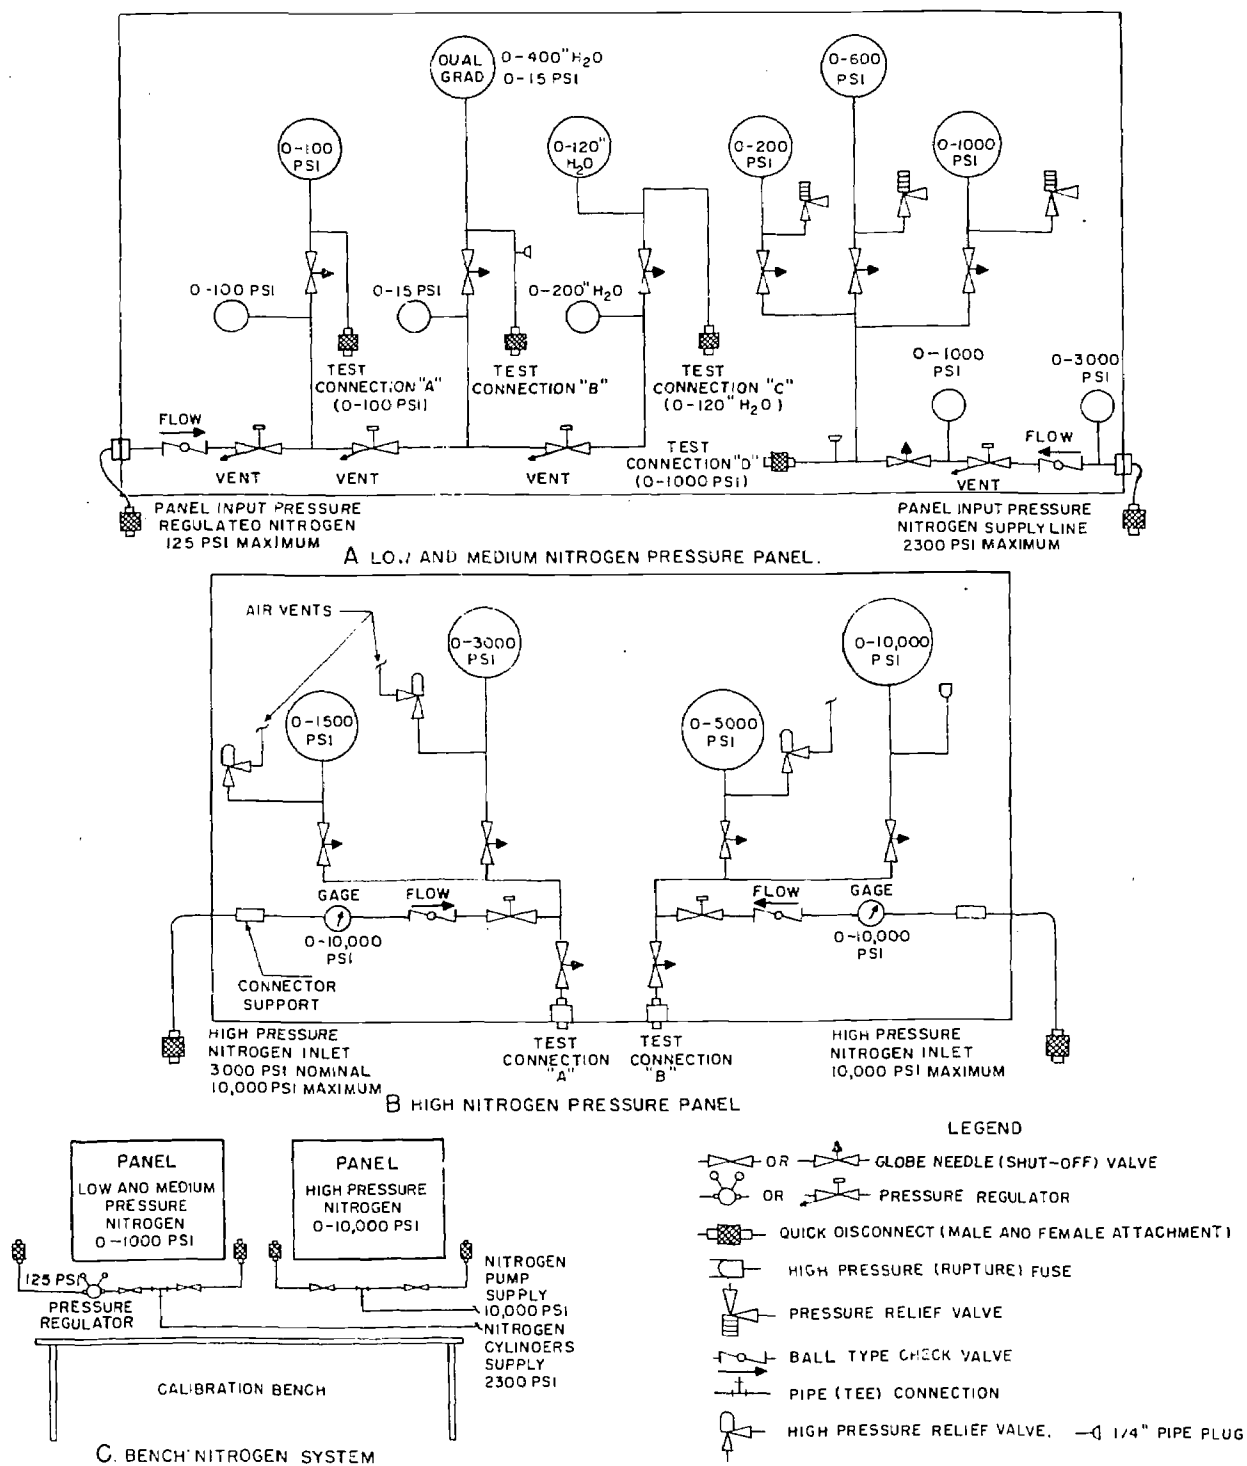 DUAL
GRAD
0-400" H2O
0-15 PSI
0-600
PSI
0-100
PSI
0-120"
H2O
0-200
PSI
0-1000
PSI
0-100 PSI
0-15 PSI
0-200" H2O
TEST
CONNECTION "A"
(0-100 PSI)
TEST
CONNECTION "B"
TEST
CONNECTION "C"
(0-120" H2O)
0-1000
PSI
0-3000
PSI
FLOW
VENT
VENT
VENT
TEST
CONNECTION "D"
(0-1000 PSI)
FLOW
VENT
PANEL INPUT PRESSURE
REGULATED NITROGEN
125 PSI MAXIMUM
PANEL INPUT PRESSURE
NITROGEN SUPPLY LINE
2300 PSI MAXIMUM
A LOW AND MEDIUM NITROGEN PRESSURE PANEL.
AIR VENTS
0-3000
PSI
0-10,000
PSI
0-1500
PSI
0-5000
PSI
GAGE
FLOW
0-10,000
PSI
CONNECTOR
SUPPORT
FLOW
GAGE
0-10,000
PSI
HIGH PRESSURE
NITROGEN INLET
3000 PSI NOMINAL
10,000 PSI MAXIMUM
TEST
CONNECTION
"A"
TEST
CONNECTION
"B"
HIGH PRESSURE
NITROGEN INLET
10,000 PSI MAXIMUM
B HIGH NITROGEN PRESSURE PANEL
PANEL
LOW AND MEDIUM
PRESSURE
NITROGEN
0-1000 PSI
PANEL
HIGH PRESSURE
NITROGEN
0-10,000 PSI
125 PSI
PRESSURE
REGULATOR
NITROGEN
PUMP
SUPPLY
10,000 PSI
NITROGEN
CYLINDERS
SUPPLY
2300 PSI
CALIBRATION BENCH
C. BENCH NITROGEN SYSTEM
LEGEND
OR GLOBE NEEDLE (SHUT-OFF) VALVE
OR PRESSURE REGULATOR
QUICK DISCONNECT (MALE AND FEMALE ATTACHMENT)
HIGH PRESSURE (RUPTURE) FUSE
PRESSURE RELIEF VALVE
BALL TYPE CHECK VALVE
PIPE (TEE) CONNECTION
HIGH PRESSURE RELIEF VALVE. 1/4" PIPE PLUG